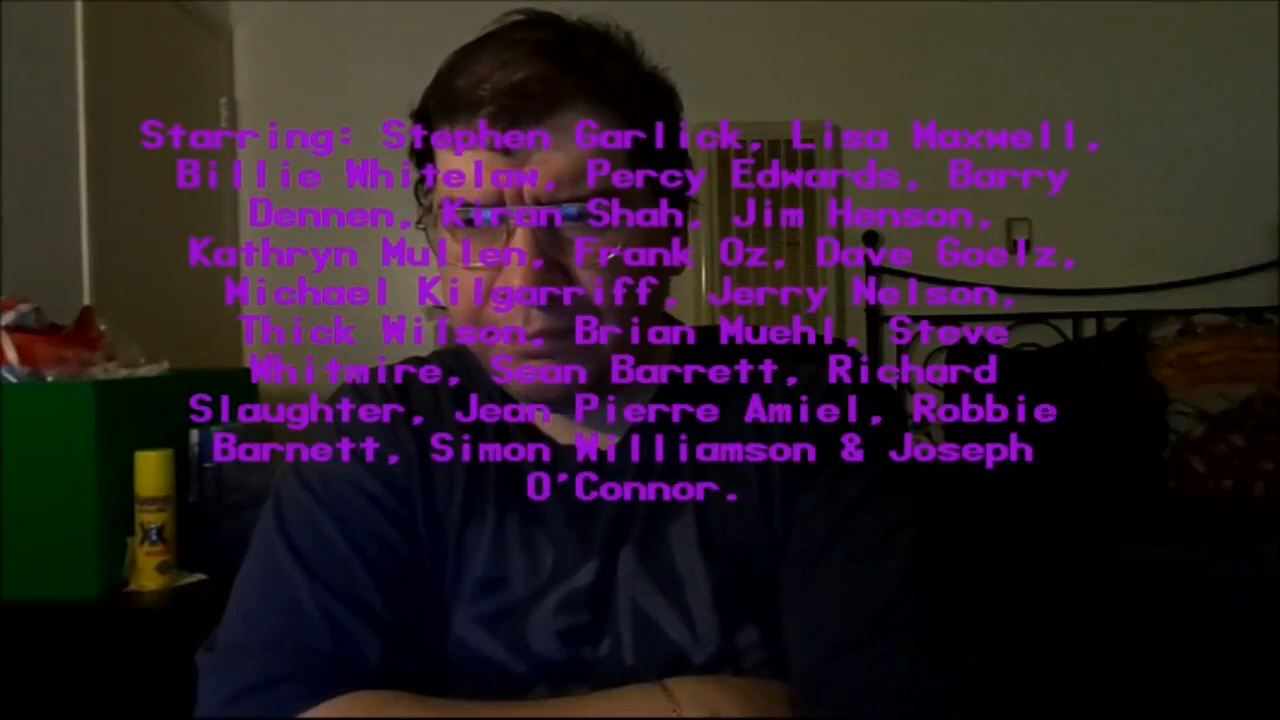 Starring: Stephen Garlick, Lisa Maxwell,
Billie Whitelaw, Percy Edwards, Barry
Dennen, Kiran Shah, Jim Henson,
Kathryn Mullen, Frank Oz, Dave Goelz,
Michael Kilgarriff, Jerry Nelson,
Thick Wilson, Brian Muehl, Steve
Whitmire, Sean Barrett, Richard
Slaughter, Jean Pierre Amiel, Robbie
Barnett, Simon Williamson & Joseph
O'Connor.